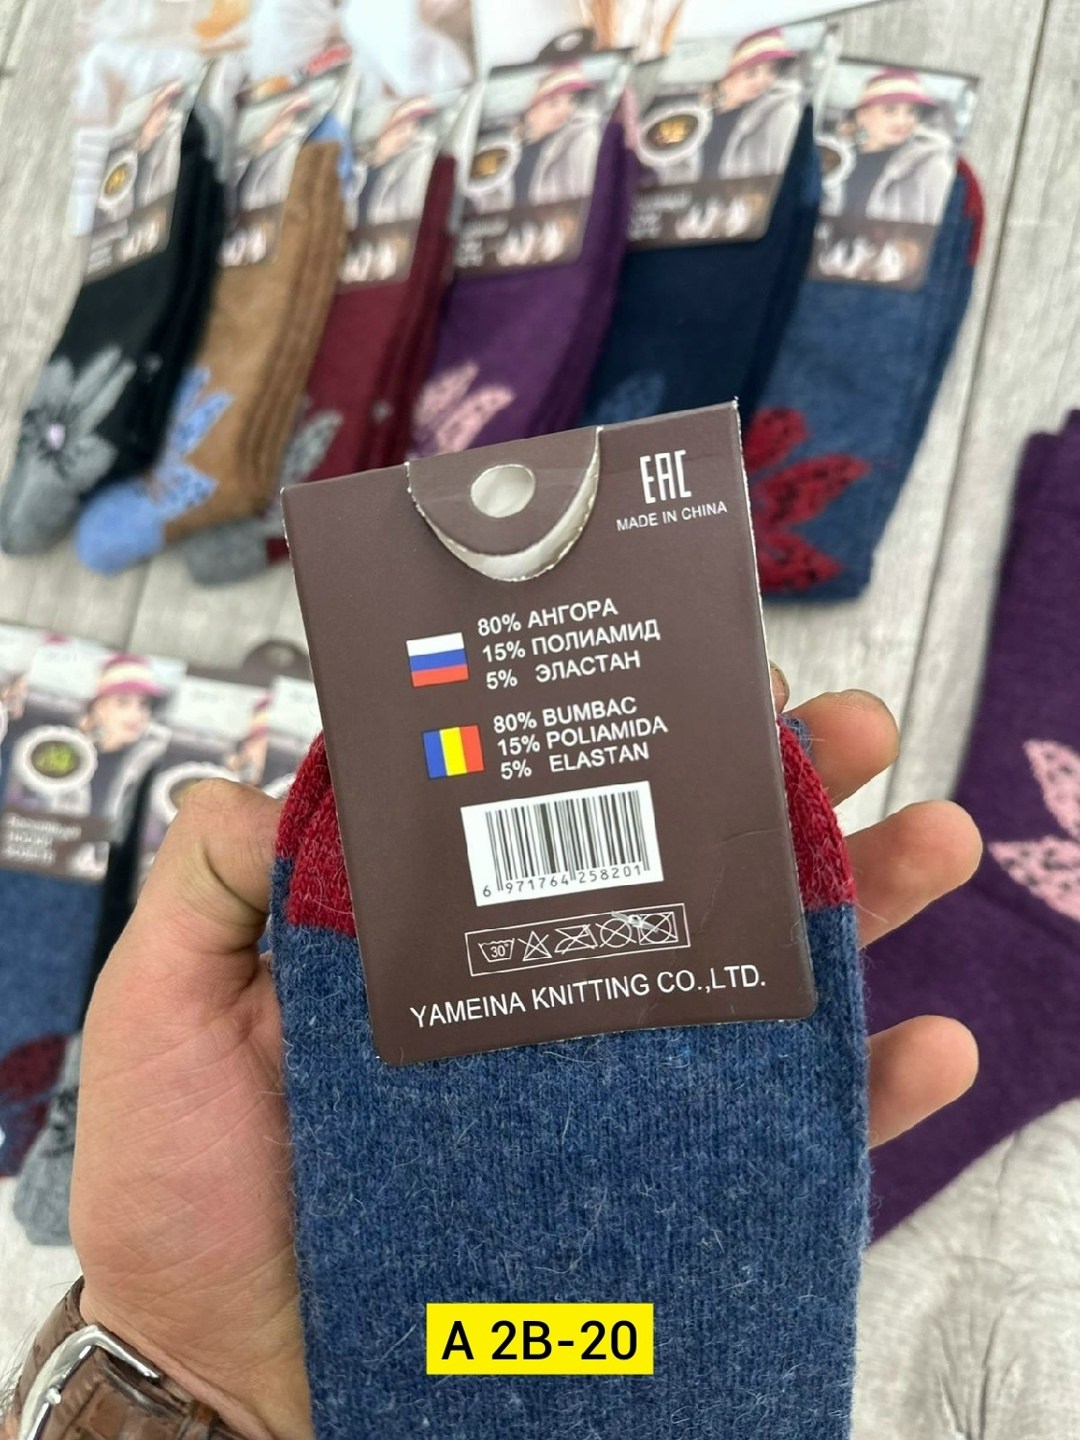 EAC
MADE IN CHINA
80% АНГОРА
15% ПОЛИАМИД
5% ЭЛАСТАН
80% BUMBAC
15% POLIAMIDA
5% ELASTAN
6 971764 258201
30°
YAMEINA KNITTING CO.,LTD.
A 2B-20